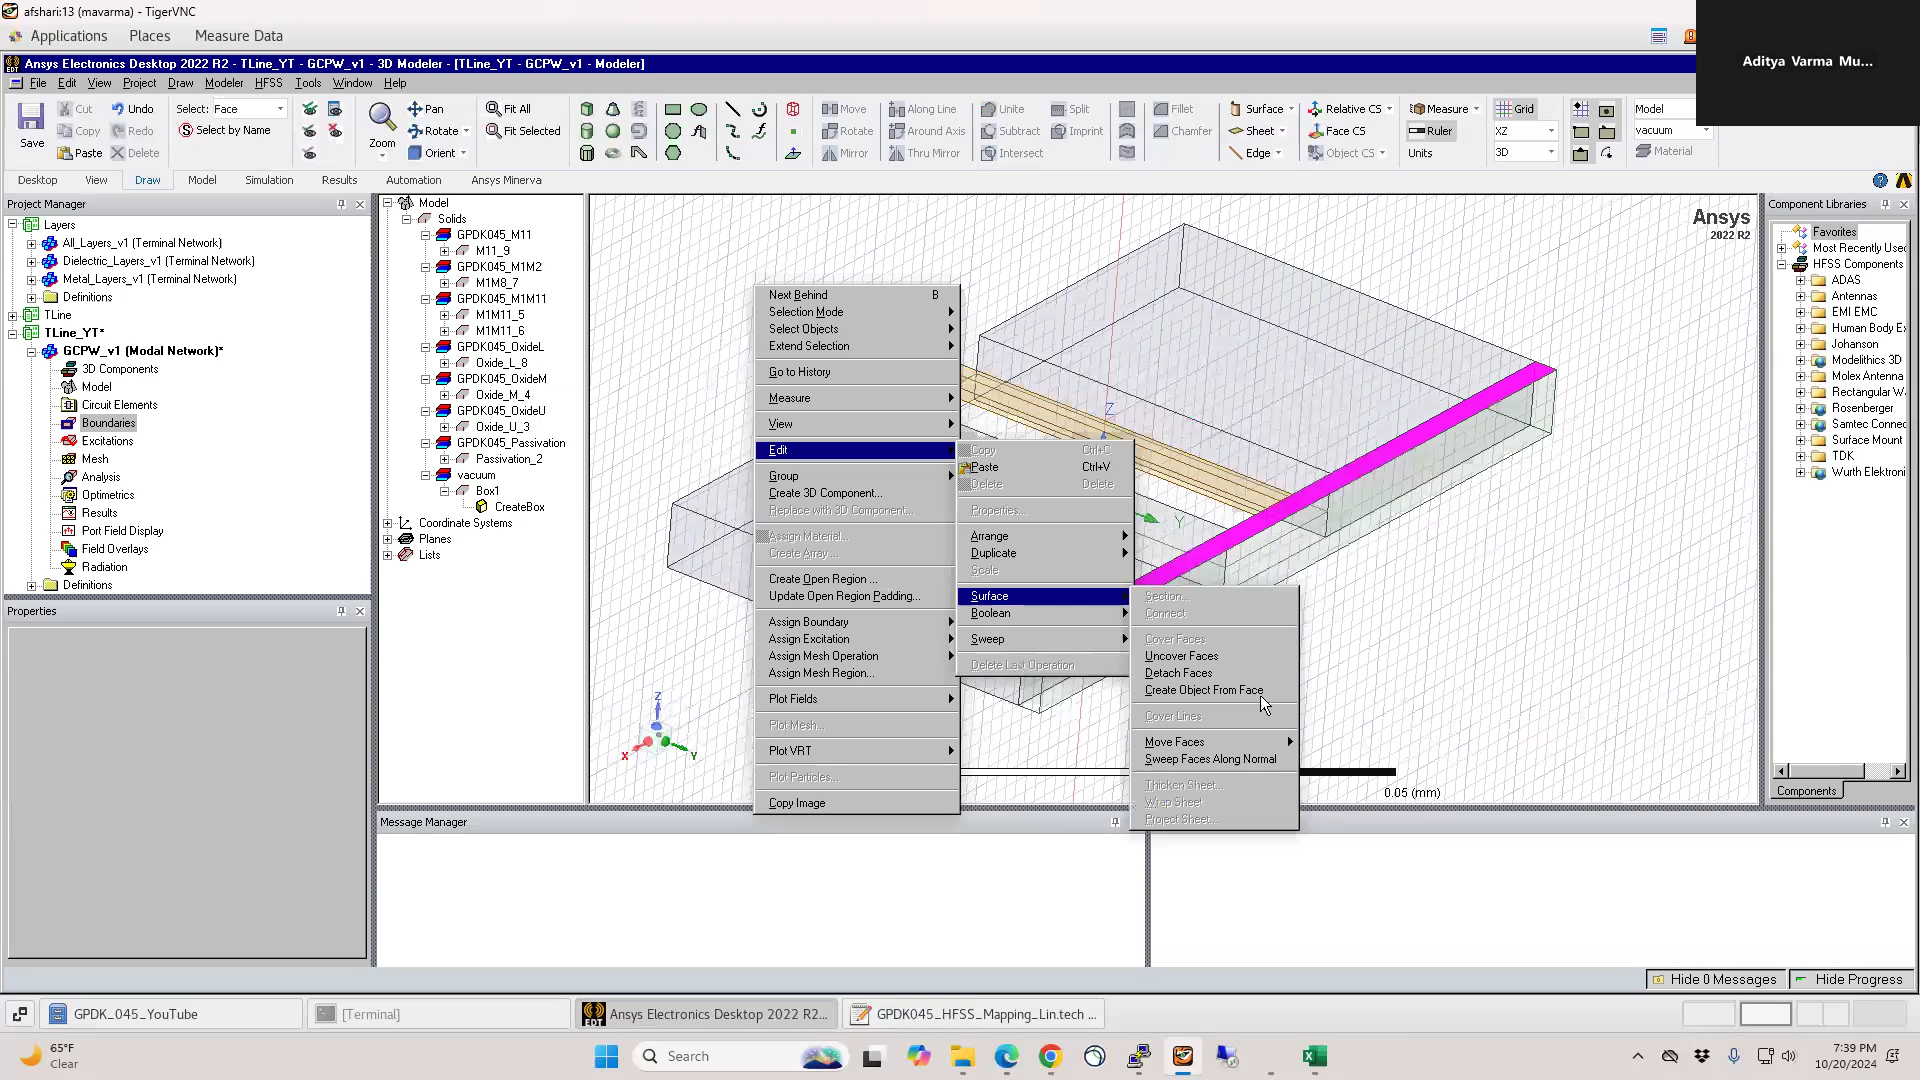 afshari:13 (mavarma) - TigerVNC
Applications Places Measure Data
Aditya Varma Mu...
Ansys Electronics Desktop 2022 R2 - TLine_YT - GCPW_v1 - 3D Modeler - [TLine_YT - GCPW_v1 - Modeler]
File Edit View Project Draw Modeler HFSS Tools Window Help
Save
Cut Undo
Copy Redo
Paste Delete
Select: Face
Select by Name
Zoom
Pan
Rotate
Orient
Fit All
Fit Selected
Move Along Line Unite Split Fillet
Rotate Around Axis Subtract Imprint Chamfer
Mirror Thru Mirror Intersect
Surface Relative CS Measure Grid Model
Sheet Face CS Ruler XZ vacuum
Edge Object CS Units 3D Material
Desktop View Draw Model Simulation Results Automation Ansys Minerva
Project Manager
Layers
All_Layers_v1 (Terminal Network)
Dielectric_Layers_v1 (Terminal Network)
Metal_Layers_v1 (Terminal Network)
Definitions
TLine
TLine_YT*
GCPW_v1 (Modal Network)*
3D Components
Model
Circuit Elements
Boundaries
Excitations
Mesh
Analysis
Optimetrics
Results
Port Field Display
Field Overlays
Radiation
Definitions
Properties
Model
Solids
GPDK045_M11
M11_9
GPDK045_M1M2
M1M8_7
GPDK045_M1M11
M1M11_5
M1M11_6
GPDK045_OxideL
Oxide_L_8
GPDK045_OxideM
Oxide_M_4
GPDK045_OxideU
Oxide_U_3
GPDK045_Passivation
Passivation_2
vacuum
Box1
CreateBox
Coordinate Systems
Planes
Lists
Ansys
2022 R2
Z
Y
Z
X
Y
0.05 (mm)
Next Behind B
Selection Mode
Select Objects
Extend Selection
Go to History
Measure
View
Edit
Group
Create 3D Component...
Replace with 3D Component...
Assign Material...
Create Array...
Create Open Region ...
Update Open Region Padding...
Assign Boundary
Assign Excitation
Assign Mesh Operation
Assign Mesh Region...
Plot Fields
Plot Mesh...
Plot VRT
Plot Particles...
Copy Image
Copy Ctrl+C
Paste Ctrl+V
Delete Delete
Properties...
Arrange
Duplicate
Scale
Surface
Boolean
Sweep
Delete Last Operation
Section...
Connect
Cover Faces
Uncover Faces
Detach Faces
Create Object From Face
Cover Lines
Move Faces
Sweep Faces Along Normal
Thicken Sheet...
Wrap Sheet
Project Sheet...
Component Libraries
Favorites
Most Recently Used
HFSS Components
ADAS
Antennas
EMI EMC
Human Body
Johanson
Modelithics 3D
Molex Antenna
Rectangular
Rosenberger
Samtec
Surface Mount
TDK
Wurth
Components
Message Manager
Hide 0 Messages Hide Progress
GPDK_045_YouTube [Terminal] Ansys Electronics Desktop 2022 R2... GPDK045_HFSS_Mapping_Lin.tech ...
65°F
Clear
Search
7:39 PM
10/20/2024